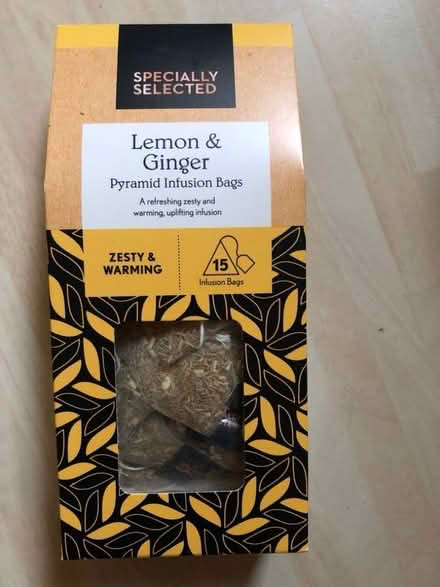 SPECIALLY
SELECTED
Lemon &
Ginger
Pyramid Infusion Bags
A refreshing zesty and
warming, uplifting infusion
ZESTY &
WARMING
15
Infusion Bags